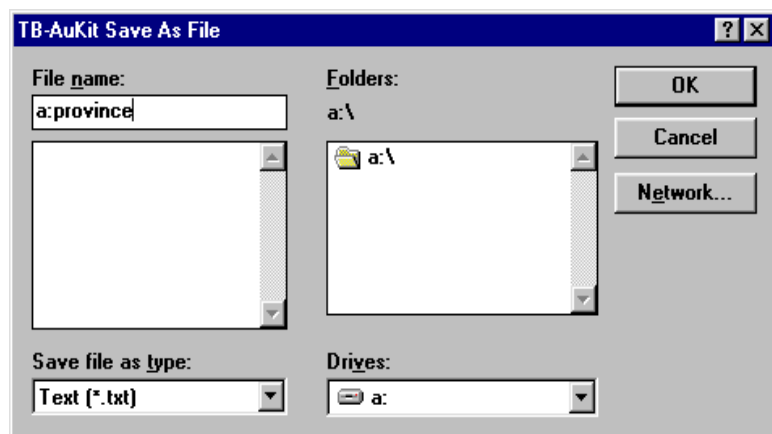 TB-AuKit Save As File
File name:
a:province
Folders:
a:\
a:\
OK
Cancel
Network...
Save file as type:
Text (*.txt)
Drives:
a: